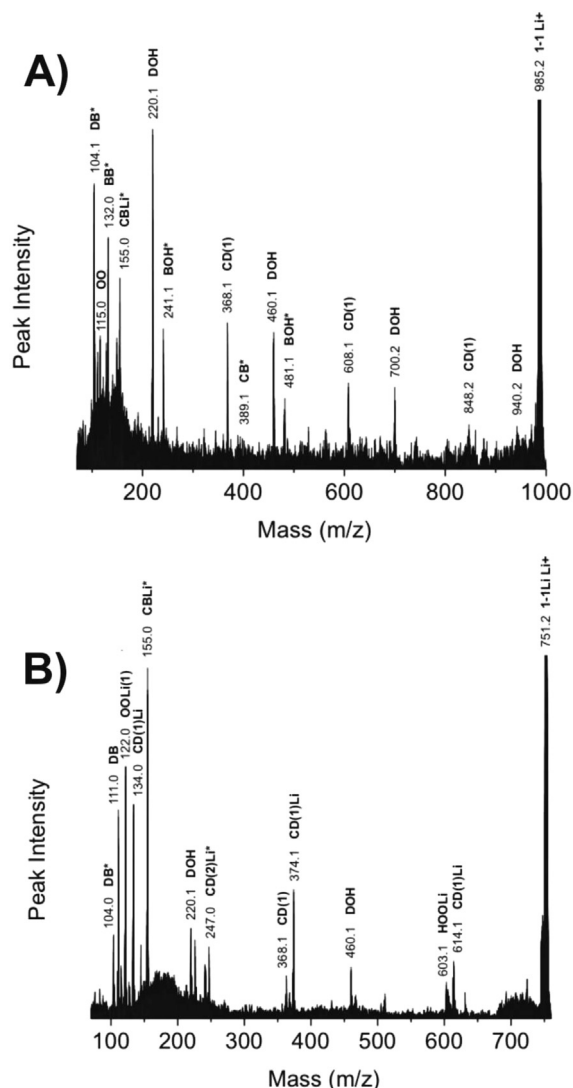 A)
104.1 DB*
115.0 OO
132.0 BB*
155.0 CBLi*
220.1 DOH
241.1 BOH*
368.1 CD(1)
389.1 CB*
460.1 DOH
481.1 BOH*
608.1 CD(1)
700.2 DOH
848.2 CD(1)
940.2 DOH
985.2 1-1 Li+
Peak Intensity
200 400 600 800 1000
Mass (m/z)
B)
104.0 DB*
111.0 DB
122.0 OOLi(1)
134.0 CD(1)Li
155.0 CBLi*
220.1 DOH
247.0 CD(2)Li*
368.1 CD(1)
374.1 CD(1)Li
460.1 DOH
603.1 HOOLi
614.1 CD(1)Li
751.2 1-1Li Li+
Peak Intensity
100 200 300 400 500 600 700
Mass (m/z)